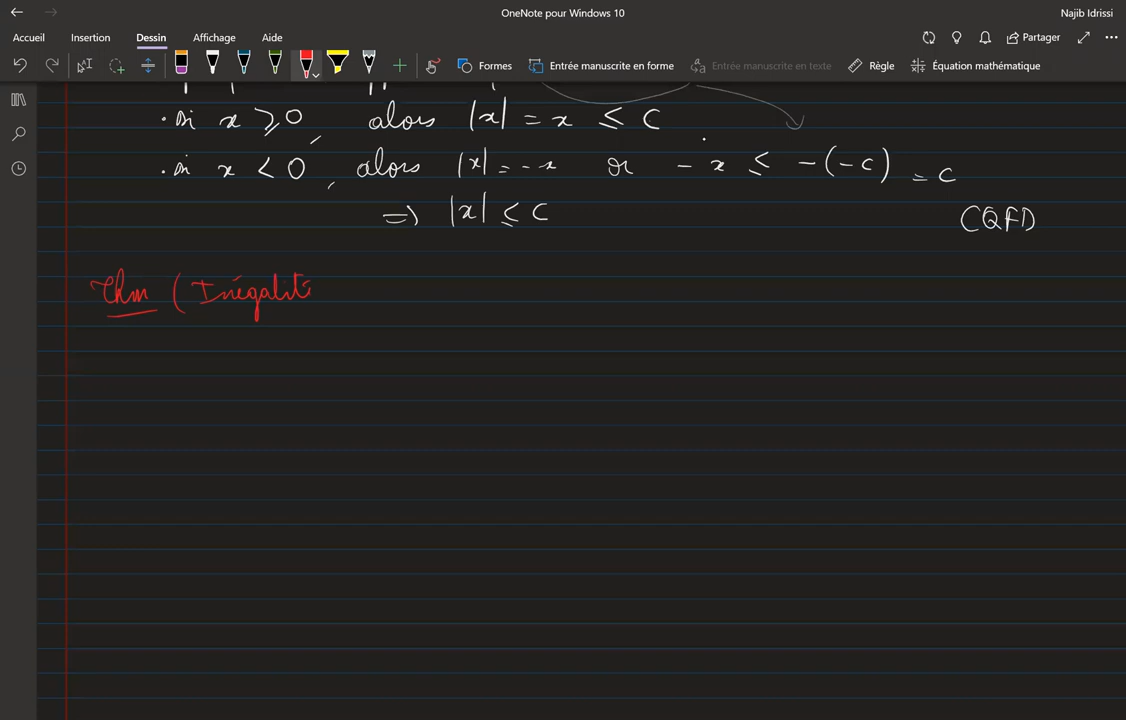 OneNote pour Windows 10
Najib Idrissi
Accueil Insertion Dessin Affichage Aide
Partager
Formes Entrée manuscrite en forme Entrée manuscrite en texte Règle Équation mathématique
· si x ⩾ 0, alors |x| = x ≤ c
· si x < 0, alors |x| = -x or -x ≤ -(-c) = c
⇒ |x| ≤ c CQFD
Thm (Inégalité